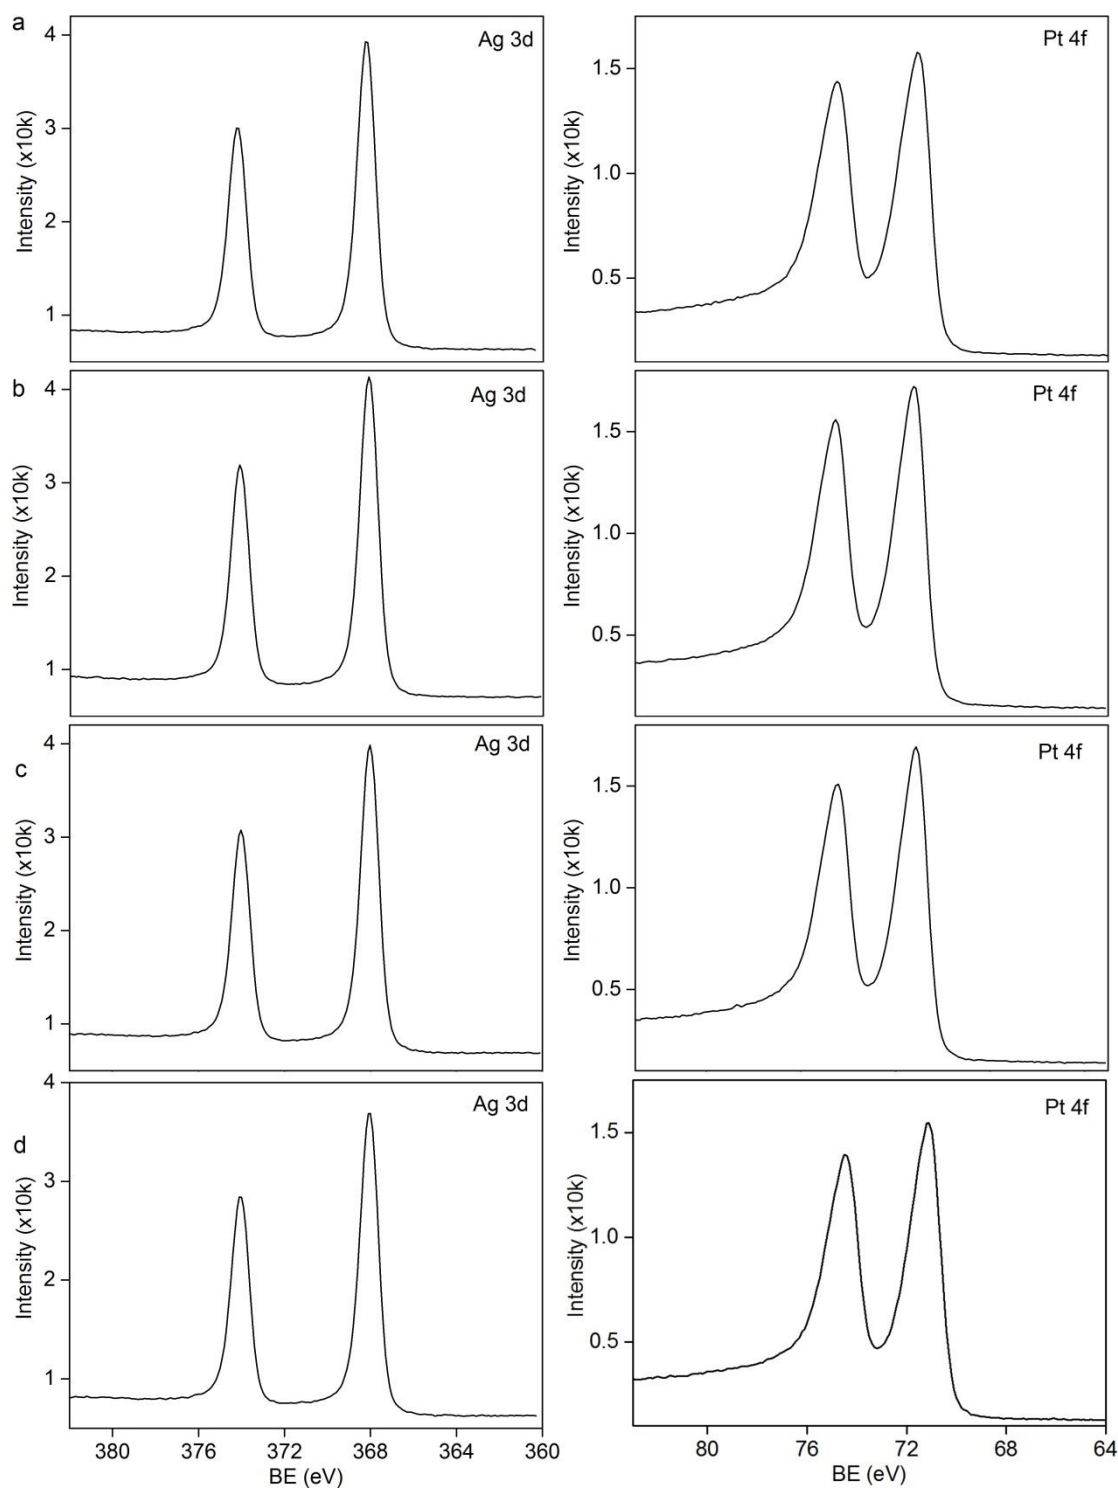 a
Ag 3d
Pt 4f
4
3
2
1
Intensity (x10k)
1.5
1.0
0.5
Intensity (x10k)
b
Ag 3d
Pt 4f
4
3
2
1
Intensity (x10k)
1.5
1.0
0.5
Intensity (x10k)
c
Ag 3d
Pt 4f
4
3
2
1
Intensity (x10k)
1.5
1.0
0.5
Intensity (x10k)
d
Ag 3d
Pt 4f
4
3
2
1
Intensity (x10k)
1.5
1.0
0.5
Intensity (x10k)
380 376 372 368 364 360
BE (eV)
80 76 72 68 64
BE (eV)